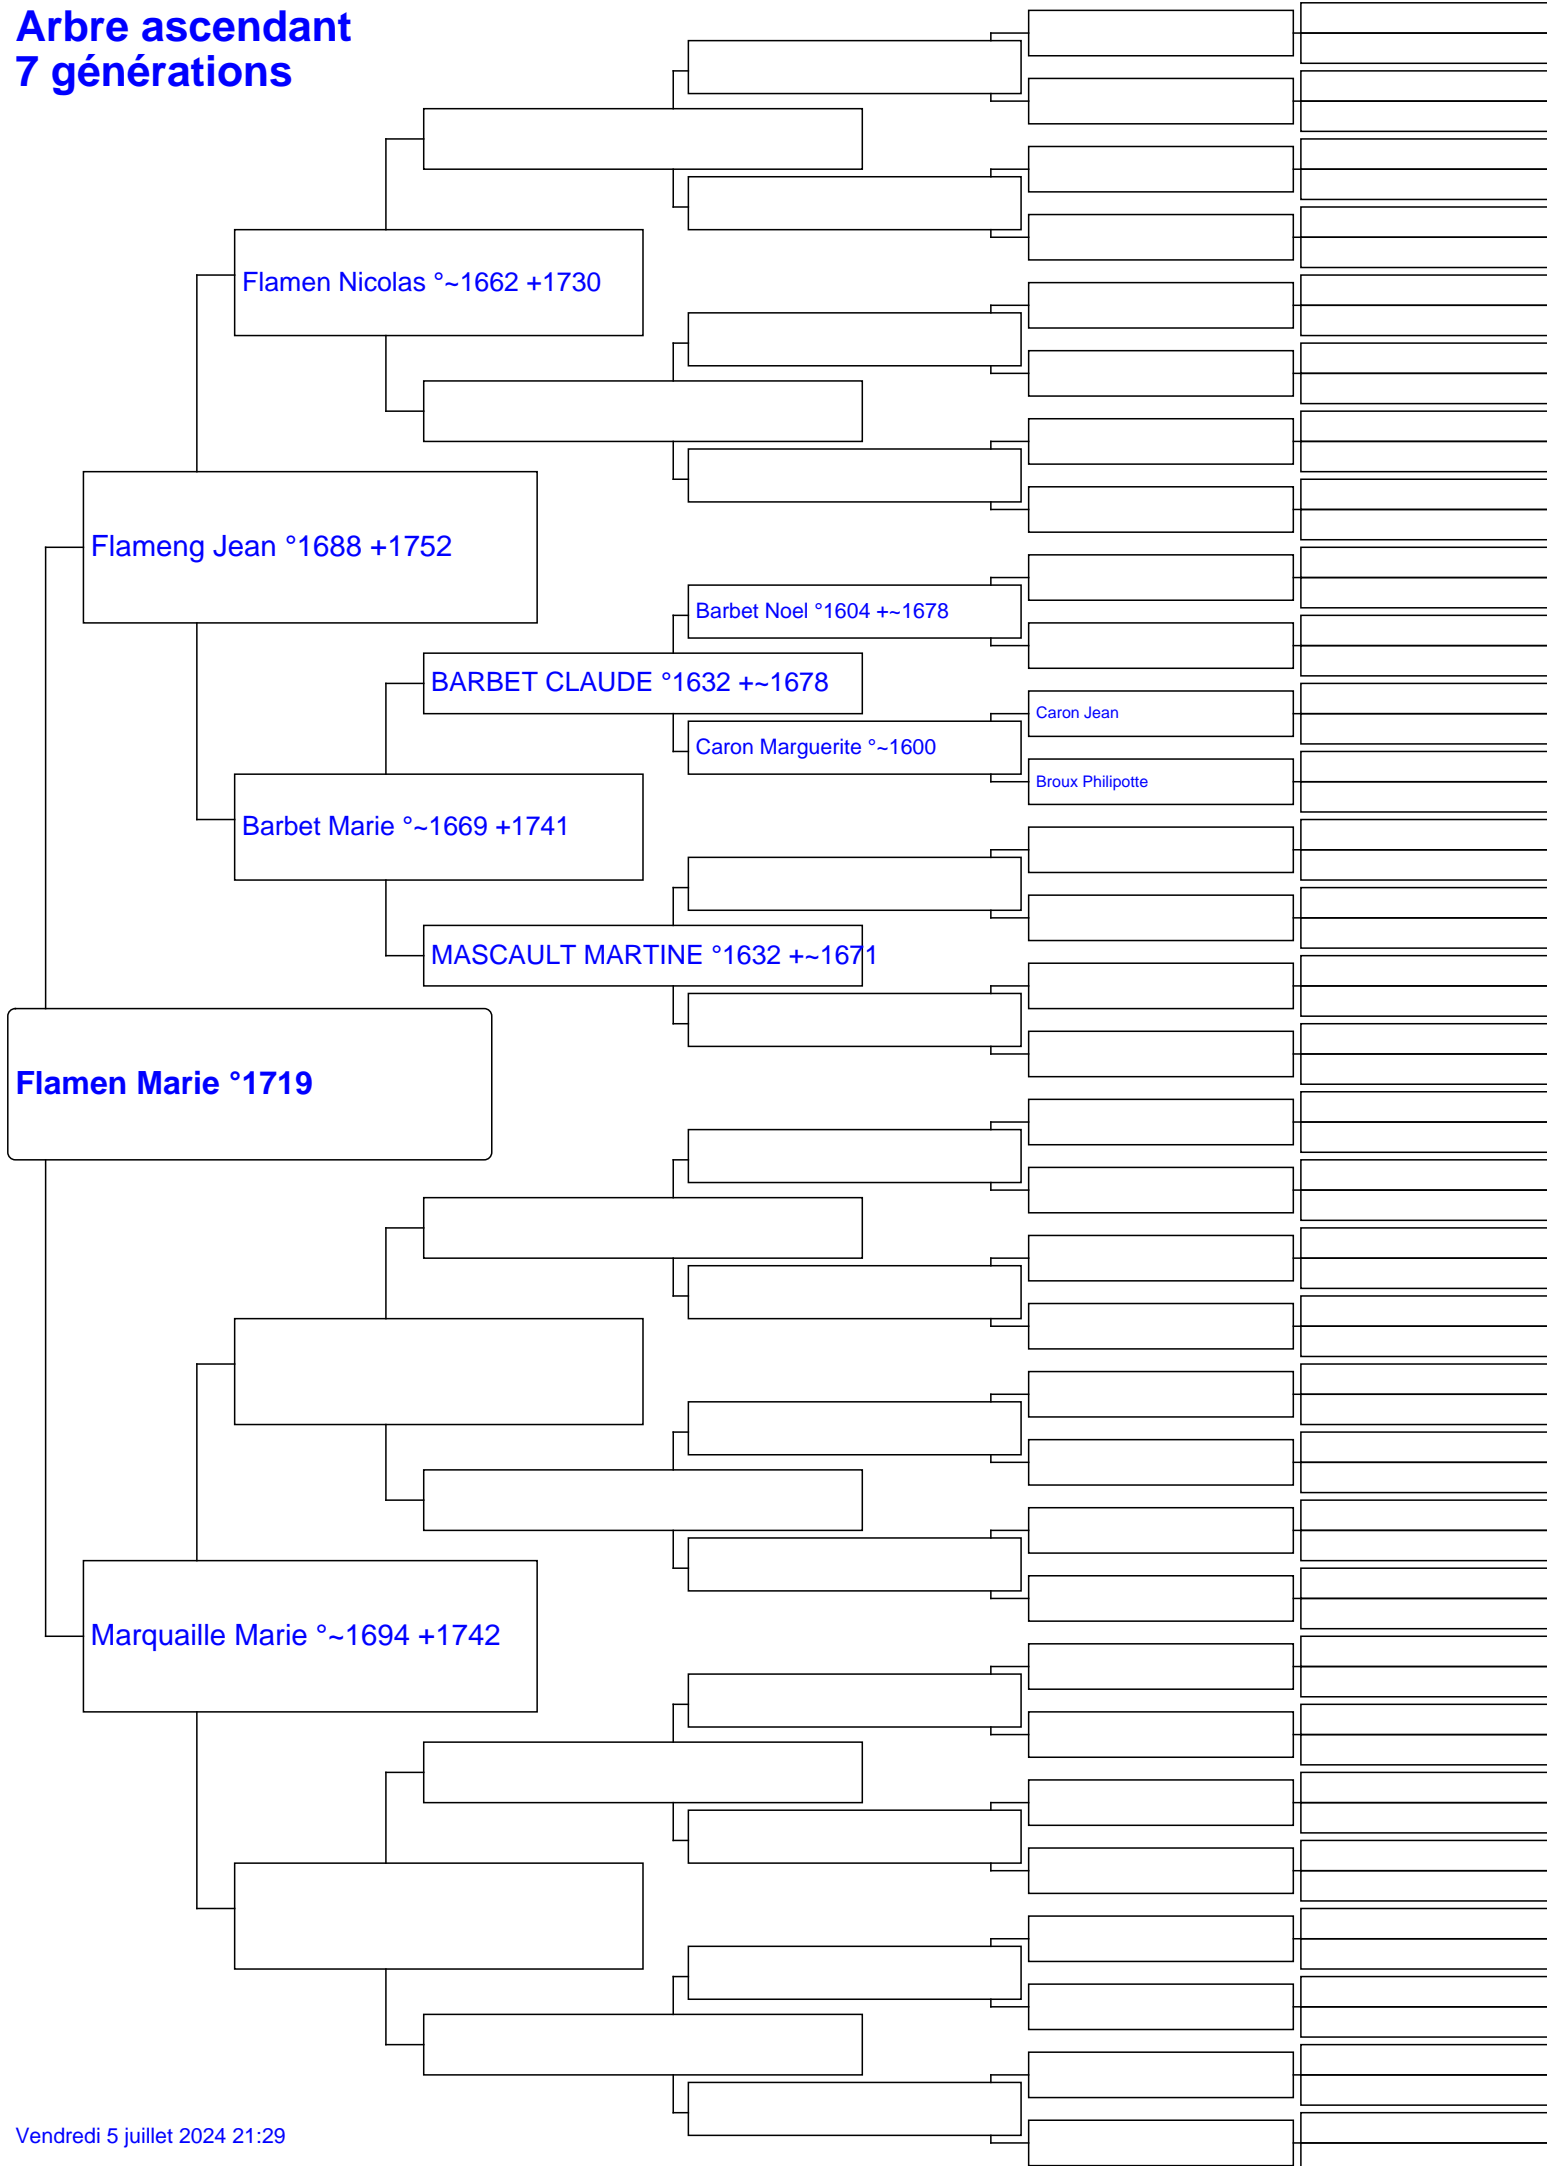 Arbre ascendant
7 générations
Flamen Nicolas °~1662 +1730
Flameng Jean °1688 +1752
Barbet Noel °1604 +~1678
BARBET CLAUDE °1632 +~1678
Caron Jean
Caron Marguerite °~1600
Broux Philipotte
Barbet Marie °~1669 +1741
MASCAULT MARTINE °1632 +~1671
Flamen Marie °1719
Marquaille Marie °~1694 +1742
Vendredi 5 juillet 2024 21:29